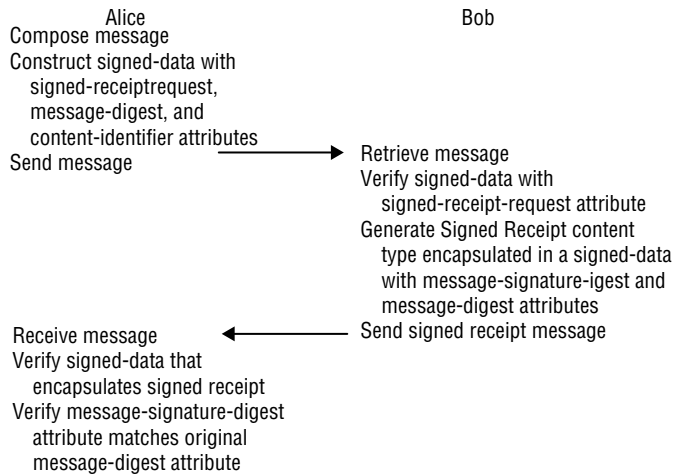 Alice
Compose message
Construct signed-data with
signed-receiptrequest,
message-digest, and
content-identifier attributes
Send message
Bob
Retrieve message
Verify signed-data with
signed-receipt-request attribute
Generate Signed Receipt content
type encapsulated in a signed-data
with message-signature-igest and
message-digest attributes
Send signed receipt message
Receive message
Verify signed-data that
encapsulates signed receipt
Verify message-signature-digest
attribute matches original
message-digest attribute